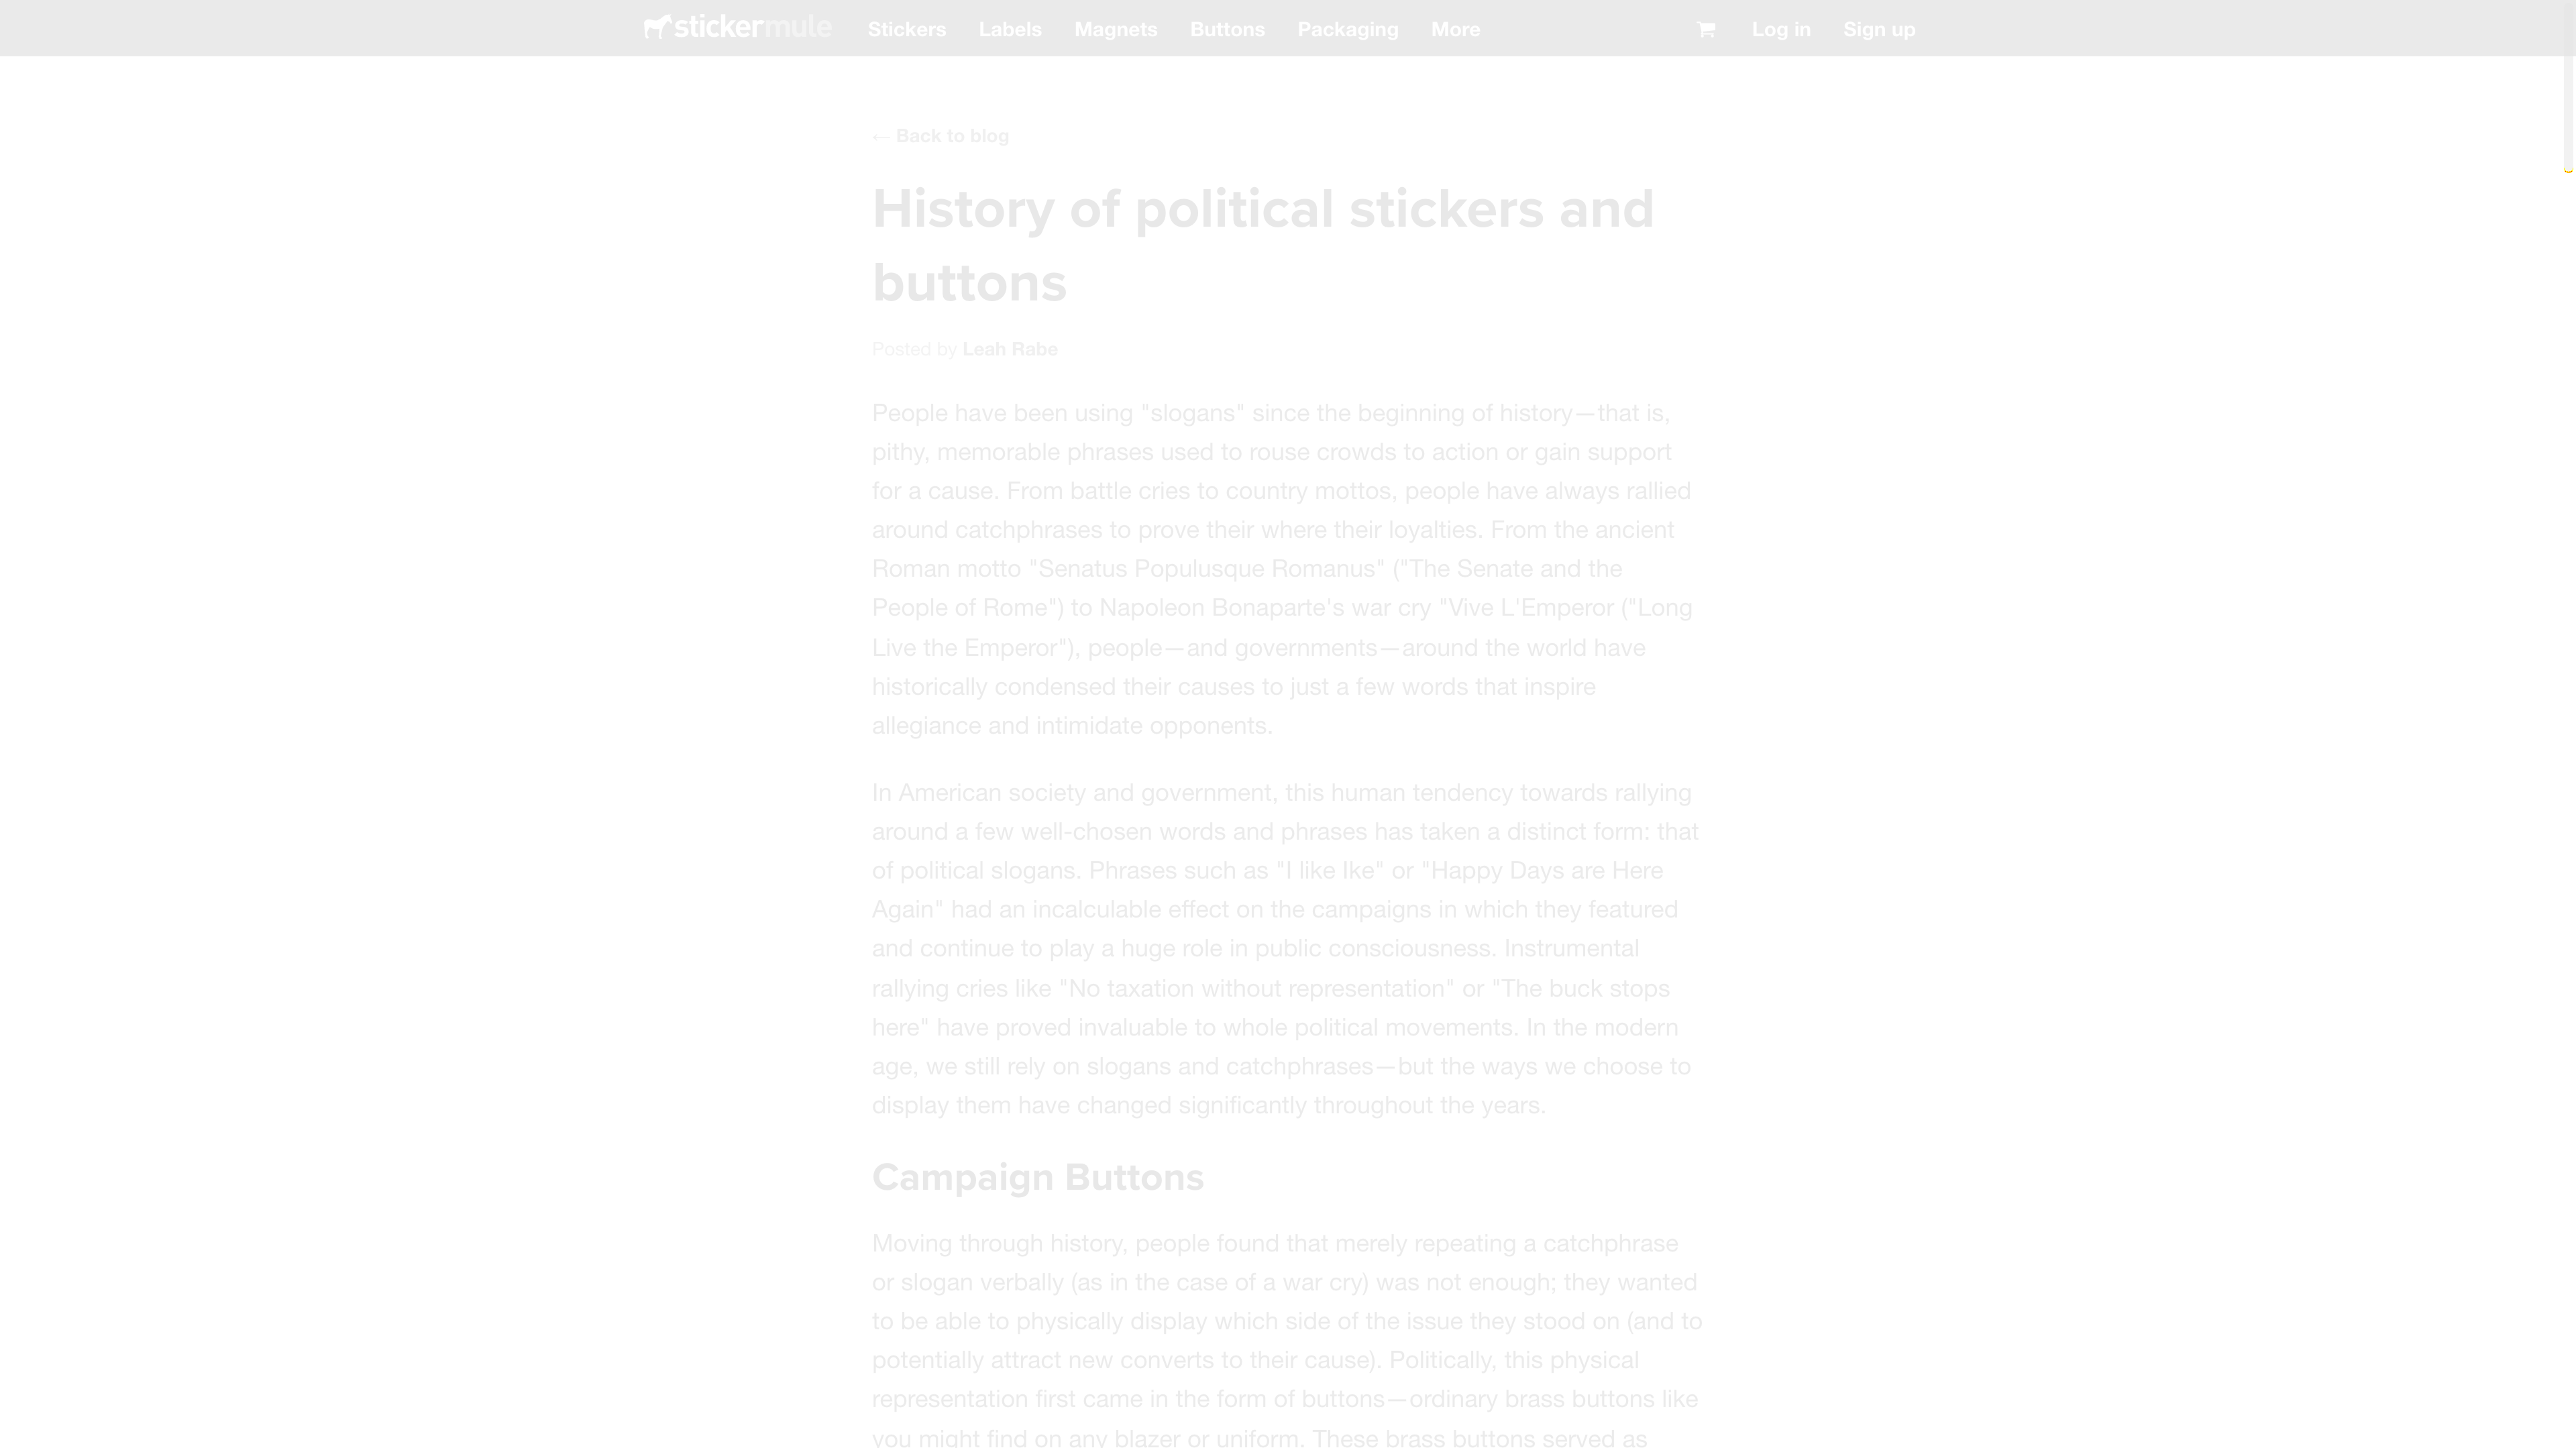 stickermule Stickers Labels Magnets Buttons Packaging More Log in Sign up
← Back to blog
History of political stickers and
buttons
Posted by Leah Rabe
People have been using "slogans" since the beginning of history—that is,
pithy, memorable phrases used to rouse crowds to action or gain support
for a cause. From battle cries to country mottos, people have always rallied
around catchphrases to prove their where their loyalties. From the ancient
Roman motto "Senatus Populusque Romanus" ("The Senate and the
People of Rome") to Napoleon Bonaparte's war cry "Vive L'Emperor ("Long
Live the Emperor"), people—and governments—around the world have
historically condensed their causes to just a few words that inspire
allegiance and intimidate opponents.
In American society and government, this human tendency towards rallying
around a few well-chosen words and phrases has taken a distinct form: that
of political slogans. Phrases such as "I like Ike" or "Happy Days are Here
Again" had an incalculable effect on the campaigns in which they featured
and continue to play a huge role in public consciousness. Instrumental
rallying cries like "No taxation without representation" or "The buck stops
here" have proved invaluable to whole political movements. In the modern
age, we still rely on slogans and catchphrases—but the ways we choose to
display them have changed significantly throughout the years.
Campaign Buttons
Moving through history, people found that merely repeating a catchphrase
or slogan verbally (as in the case of a war cry) was not enough; they wanted
to be able to physically display which side of the issue they stood on (and to
potentially attract new converts to their cause). Politically, this physical
representation first came in the form of buttons—ordinary brass buttons like
you might find on any blazer or uniform. These brass buttons served as